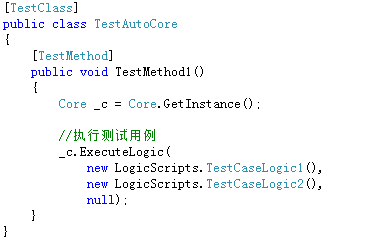 [TestClass]
public class TestAutoCore
{
    [TestMethod]
    public void TestMethod1()
    {
        Core _c = Core.GetInstance();

        //执行测试用例
        _c.ExecuteLogic(
            new LogicScripts.TestCaseLogic1(),
            new LogicScripts.TestCaseLogic2(),
            null);
    }
}